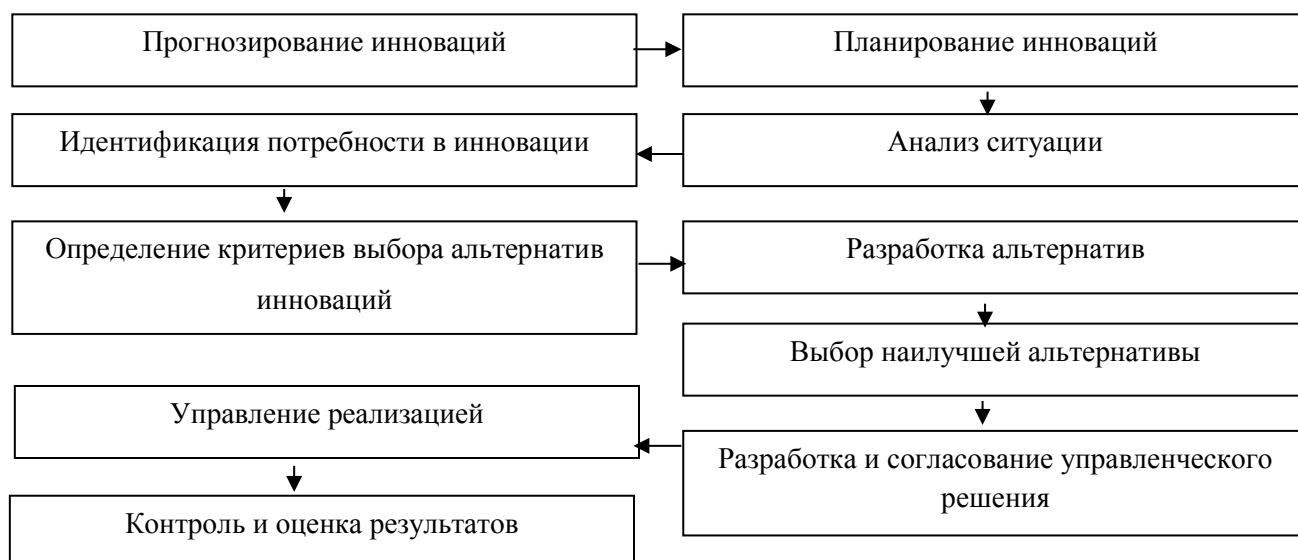 Прогнозирование инноваций
Планирование инноваций
Идентификация потребности в инновации
Анализ ситуации
Определение критериев выбора альтернатив
инноваций
Разработка альтернатив
Выбор наилучшей альтернативы
Управление реализацией
Разработка и согласование управленческого
решения
Контроль и оценка результатов